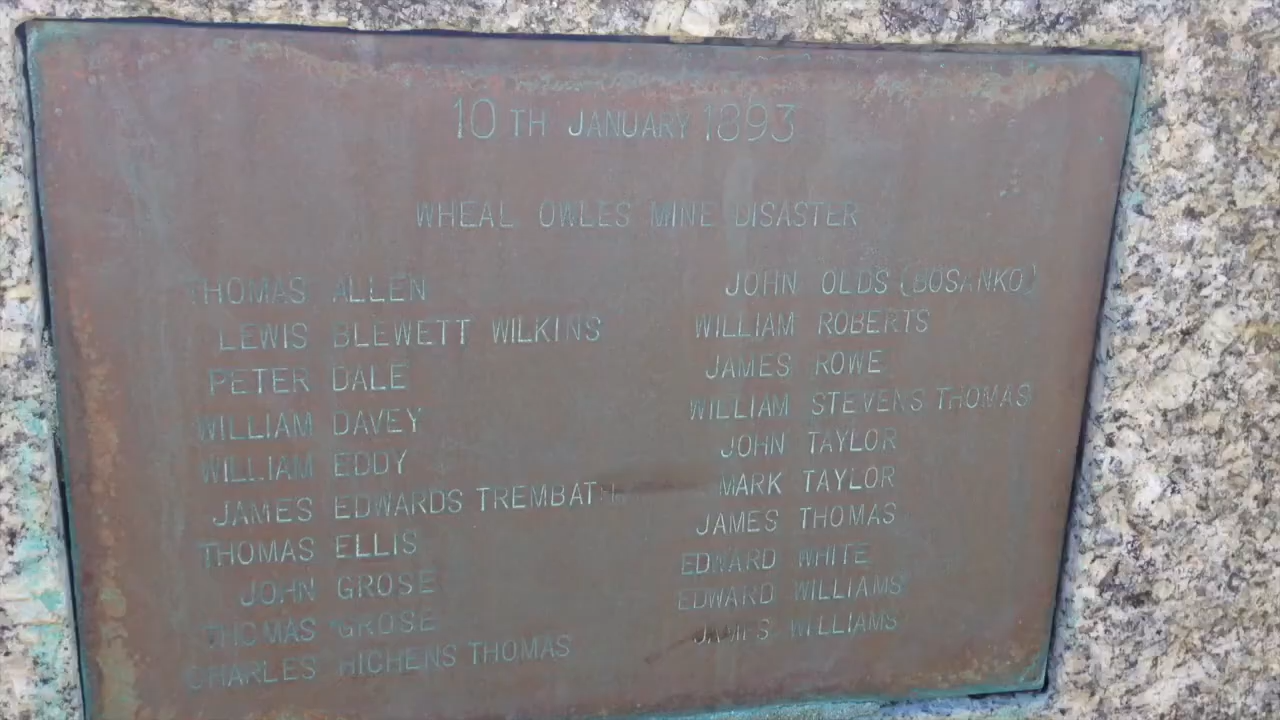 10TH JANUARY 1893
WHEAL OWLES MINE DISASTER
THOMAS ALLEN
LEWIS BLEWETT WILKINS
PETER DALE
WILLIAM DAVEY
WILLIAM EDDY
JAMES EDWARDS TREMBATH
THOMAS ELLIS
JOHN GROSE
THOMAS GROSE
CHARLES HICHENS THOMAS
JOHN OLDS (BOSANKO)
WILLIAM ROBERTS
JAMES ROWE
WILLIAM STEVENS THOMAS
JOHN TAYLOR
MARK TAYLOR
JAMES THOMAS
EDWARD WHITE
EDWARD WILLIAMS
JAMES WILLIAMS